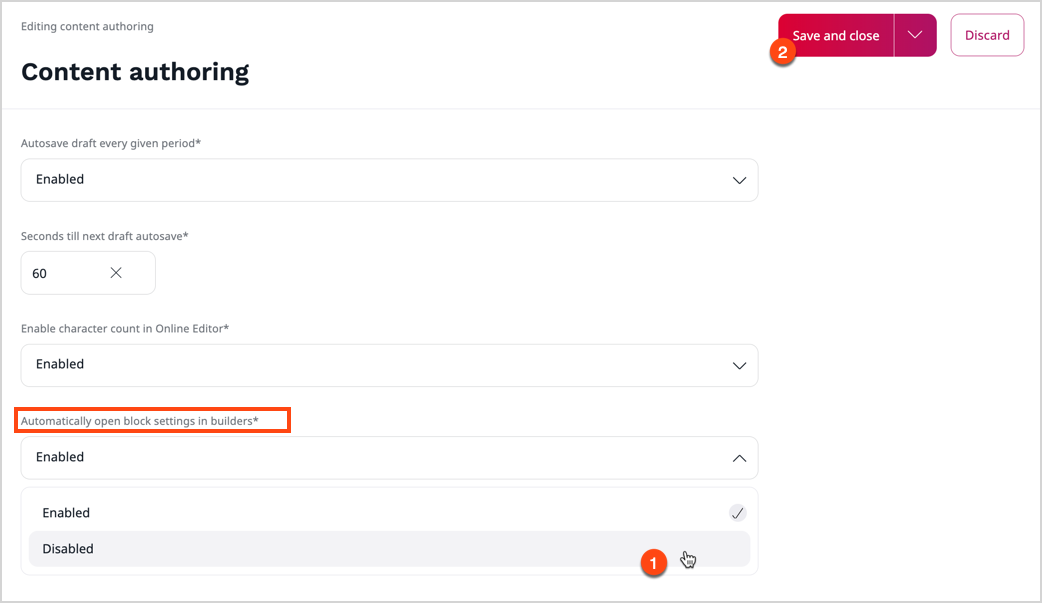 Editing content authoring
Save and close
Discard
2
Content authoring
Autosave draft every given period*
Enabled
Seconds till next draft autosave*
60
Enable character count in Online Editor*
Enabled
Automatically open block settings in builders*
Enabled
Enabled
Disabled
1